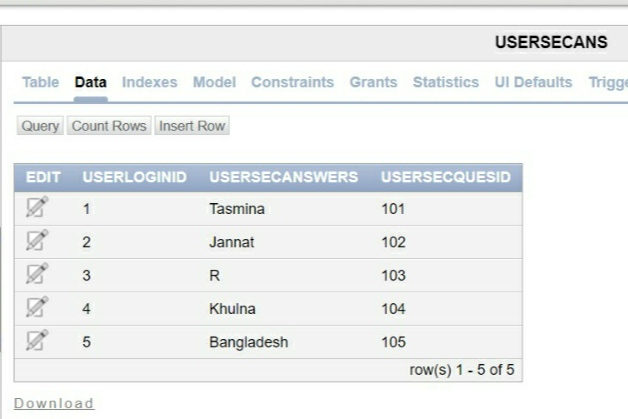 USERSECANS
Table Data Indexes Model Constraints Grants Statistics UI Defaults
Query Count Rows Insert Row
EDIT USERLOGINID USERSECANSWERS USERSECQUESID
1 Tasmina 101
2 Jannat 102
3 R 103
4 Khulna 104
5 Bangladesh 105
row(s) 1 - 5 of 5
Download